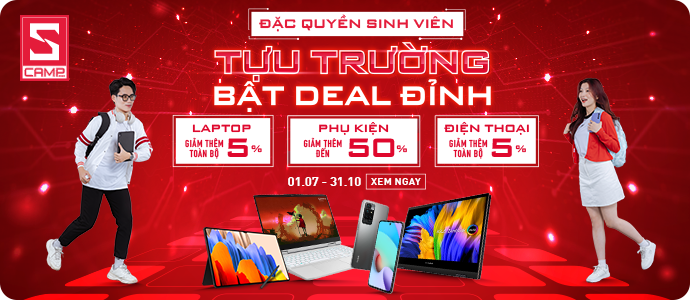 S
CAMP
ĐẶC QUYỀN SINH VIÊN
TỰU TRƯỜNG
BẬT DEAL ĐỈNH
LAPTOP
GIẢM THÊM
TOÀN BỘ 5%
PHỤ KIỆN
GIẢM THÊM
ĐẾN 50%
ĐIỆN THOẠI
GIẢM THÊM
TOÀN BỘ 5%
01.07 - 31.10 XEM NGAY